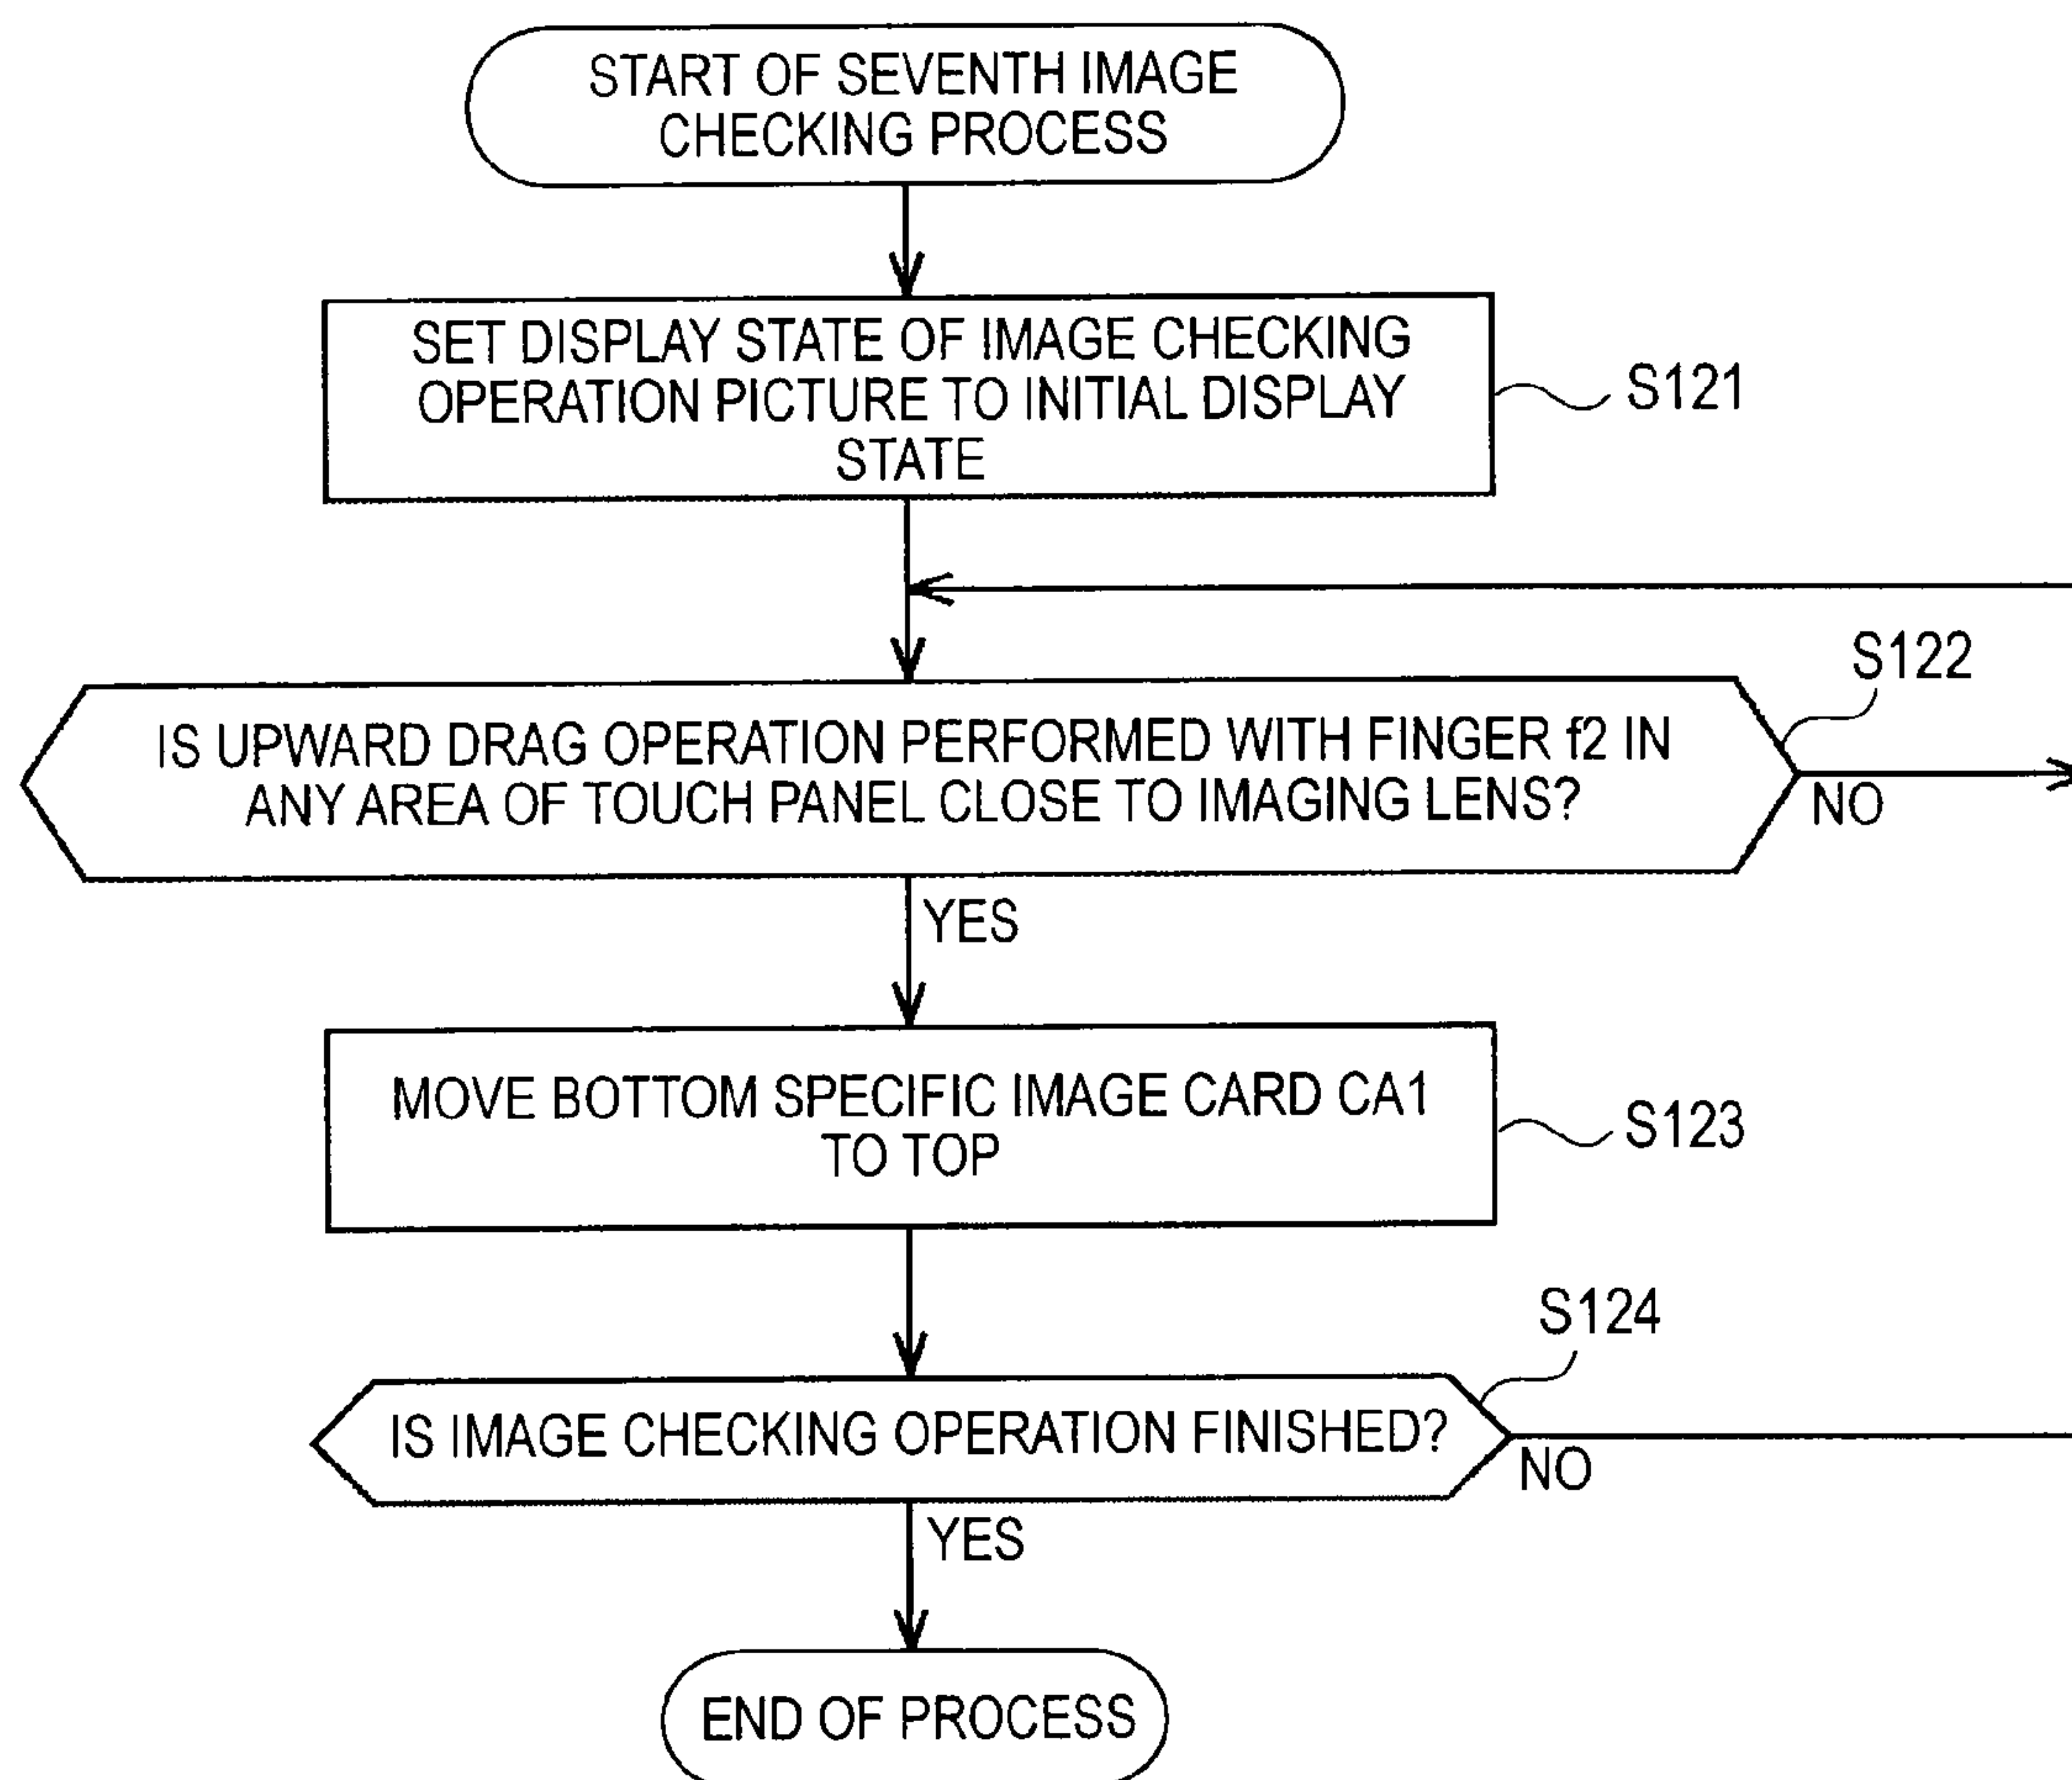 START OF SEVENTH IMAGE
CHECKING PROCESS
SET DISPLAY STATE OF IMAGE CHECKING
OPERATION PICTURE TO INITIAL DISPLAY
STATE
S121
S122
IS UPWARD DRAG OPERATION PERFORMED WITH FINGER f2 IN
ANY AREA OF TOUCH PANEL CLOSE TO IMAGING LENS?
NO
YES
MOVE BOTTOM SPECIFIC IMAGE CARD CA1
TO TOP
S123
S124
IS IMAGE CHECKING OPERATION FINISHED?
NO
YES
END OF PROCESS